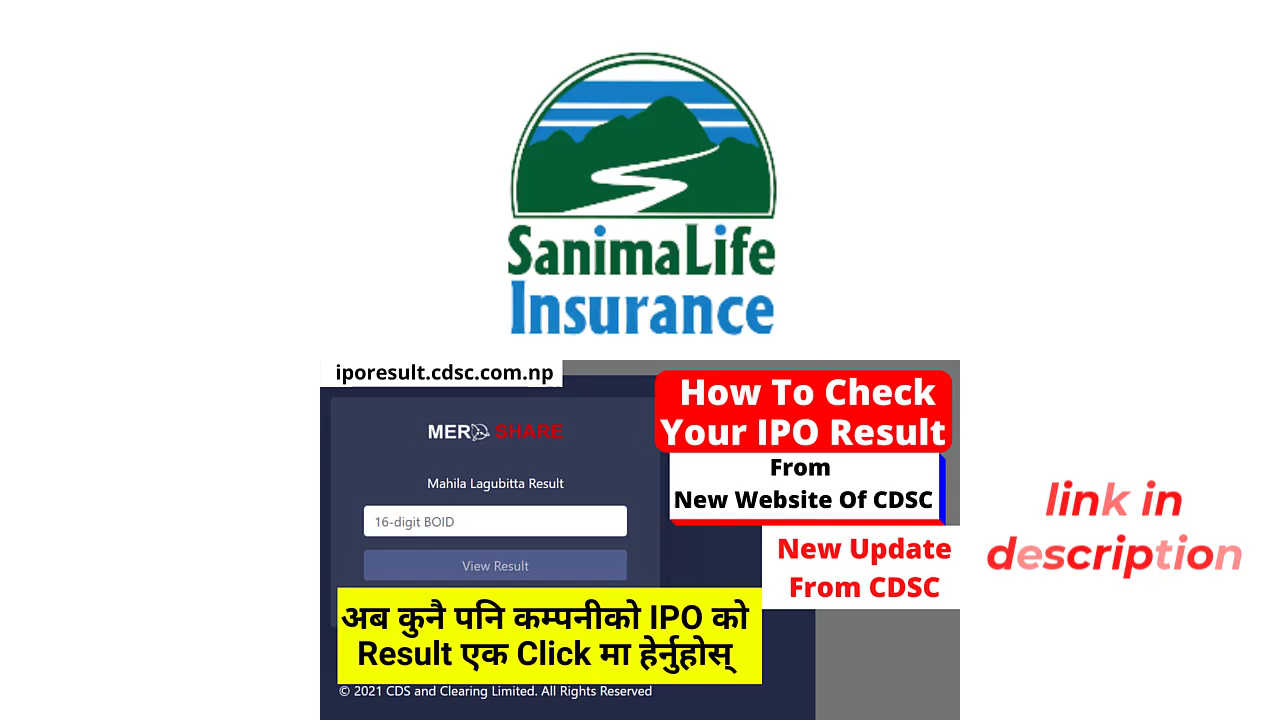 SanimaLife
Insurance
iporesult.cdsc.com.np
How To Check
Your IPO Result
MERO SHARE
From
New Website Of CDSC
Mahila Lagubitta Result
16-digit BOID
View Result
New Update
From CDSC
link in
description
अब कुनै पनि कम्पनीको IPO को
Result एक Click मा हेर्नुहोस्
© 2021 CDS and Clearing Limited. All Rights Reserved